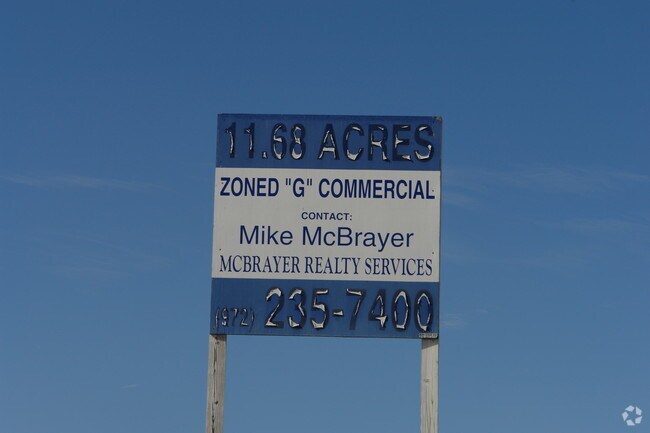 11.68 ACRES
ZONED "G" COMMERCIAL
CONTACT:
Mike McBrayer
MCBRAYER REALTY SERVICES
(972) 235-7400